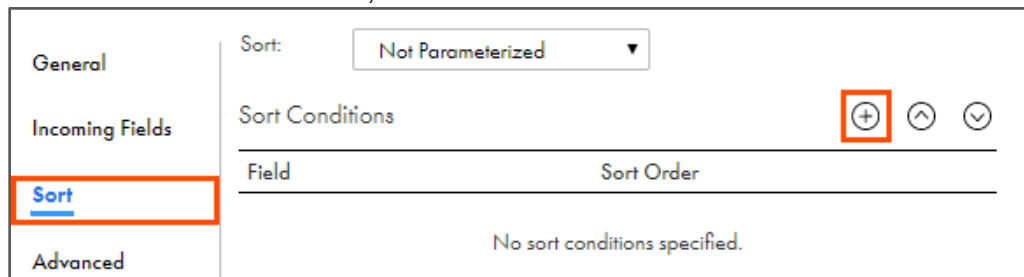 General
Incoming Fields
Sort
Advanced
Sort: Not Parameterized
Sort Conditions
Field Sort Order
No sort conditions specified.